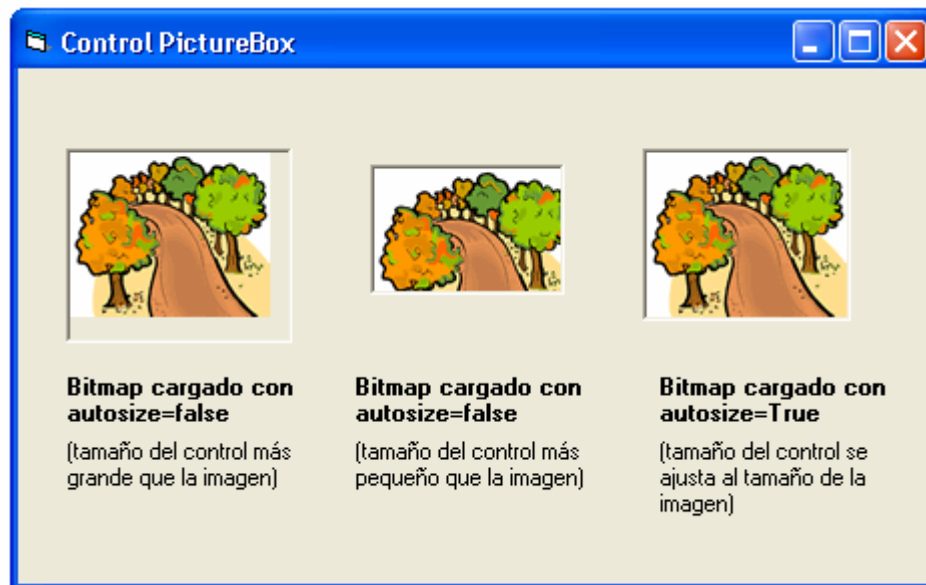 Control PictureBox
Bitmap cargado con
autosize=false
(tamaño del control más
grande que la imagen)
Bitmap cargado con
autosize=false
(tamaño del control más
pequeño que la imagen)
Bitmap cargado con
autosize=True
(tamaño del control se
ajusta al tamaño de la
imagen)